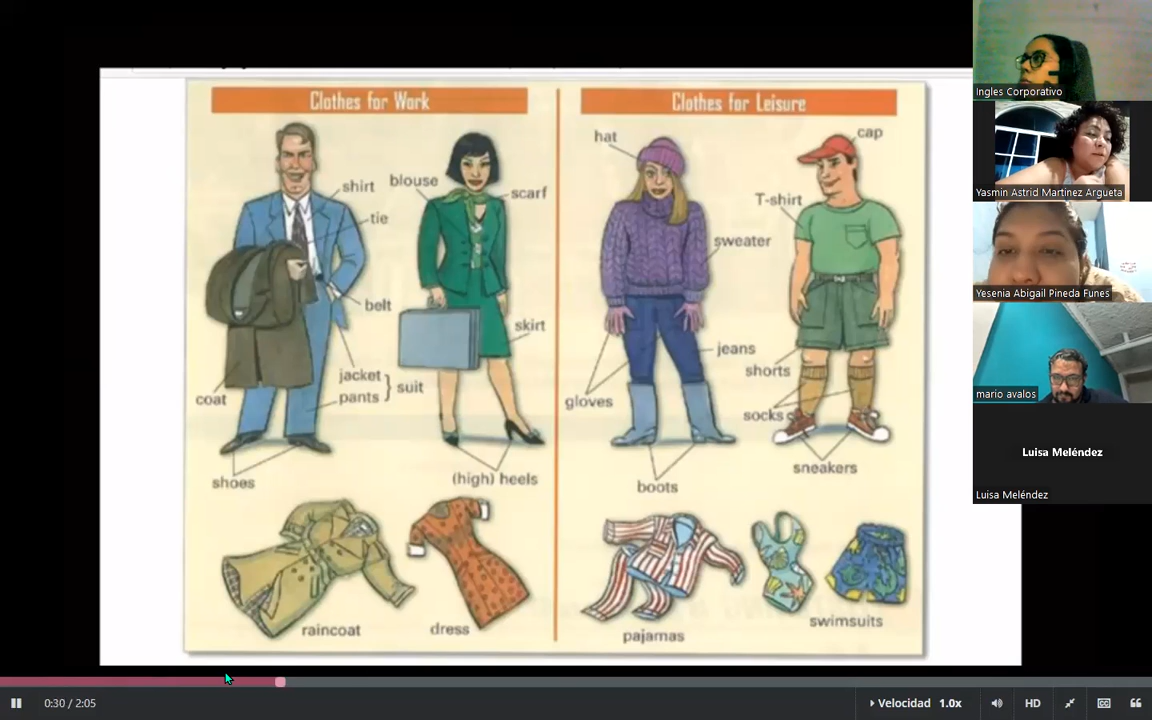 Clothes for Work
Clothes for Leisure
hat
cap
shirt
blouse
scarf
T-shirt
tie
sweater
belt
skirt
jeans
jacket
pants
suit
shorts
coat
gloves
socks
sneakers
shoes
(high) heels
boots
raincoat
dress
pajamas
swimsuits
Ingles Corporativo
Yasmin Astrid Martinez Argueta
Yesenia Abigail Pineda Funes
mario avalos
Luisa Meléndez
Luisa Meléndez
0:30 / 2:05
Velocidad 1.0x
HD
CC